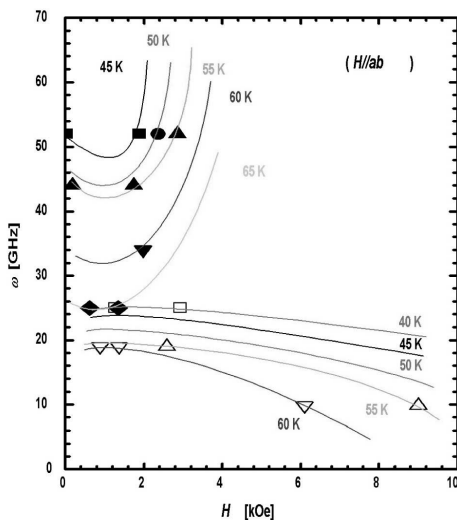 70
60
50
40
30
20
10
0
ω [GHz]
50 K
45 K
55 K
60 K
65 K
( H//ab )
40 K
45 K
50 K
55 K
60 K
0 2 4 6 8 10
H [kOe]